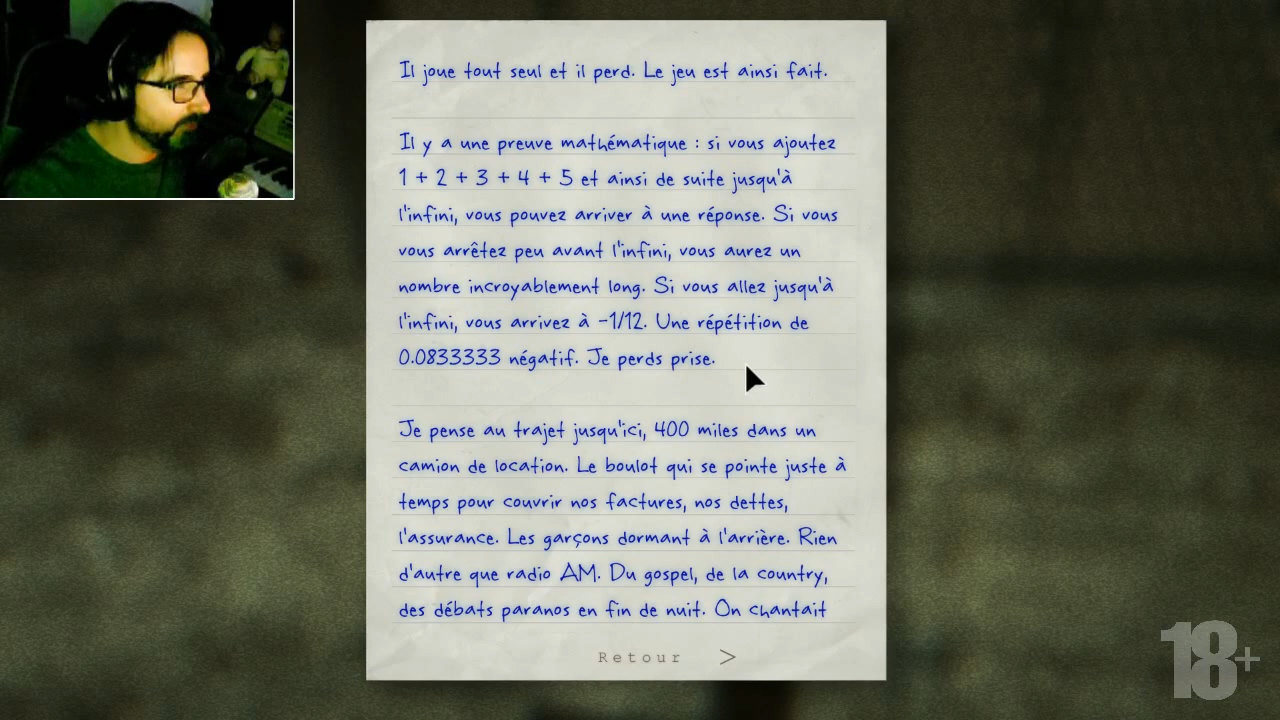 Il joue tout seul et il perd. Le jeu est ainsi fait.
Il y a une preuve mathématique : si vous ajoutez
1 + 2 + 3 + 4 + 5 et ainsi de suite jusqu'à
l'infini, vous pouvez arriver à une réponse. Si vous
vous arrêtez peu avant l'infini, vous aurez un
nombre incroyablement long. Si vous allez jusqu'à
l'infini, vous arrivez à -1/12. Une répétition de
0.0833333 négatif. Je perds prise.
Je pense au trajet jusqu'ici, 400 miles dans un
camion de location. Le boulot qui se pointe juste à
temps pour couvrir nos factures, nos dettes,
l'assurance. Les garçons dormant à l'arrière. Rien
d'autre que radio AM. Du gospel, de la country,
des débats paranos en fin de nuit. On chantait
Retour >
18+